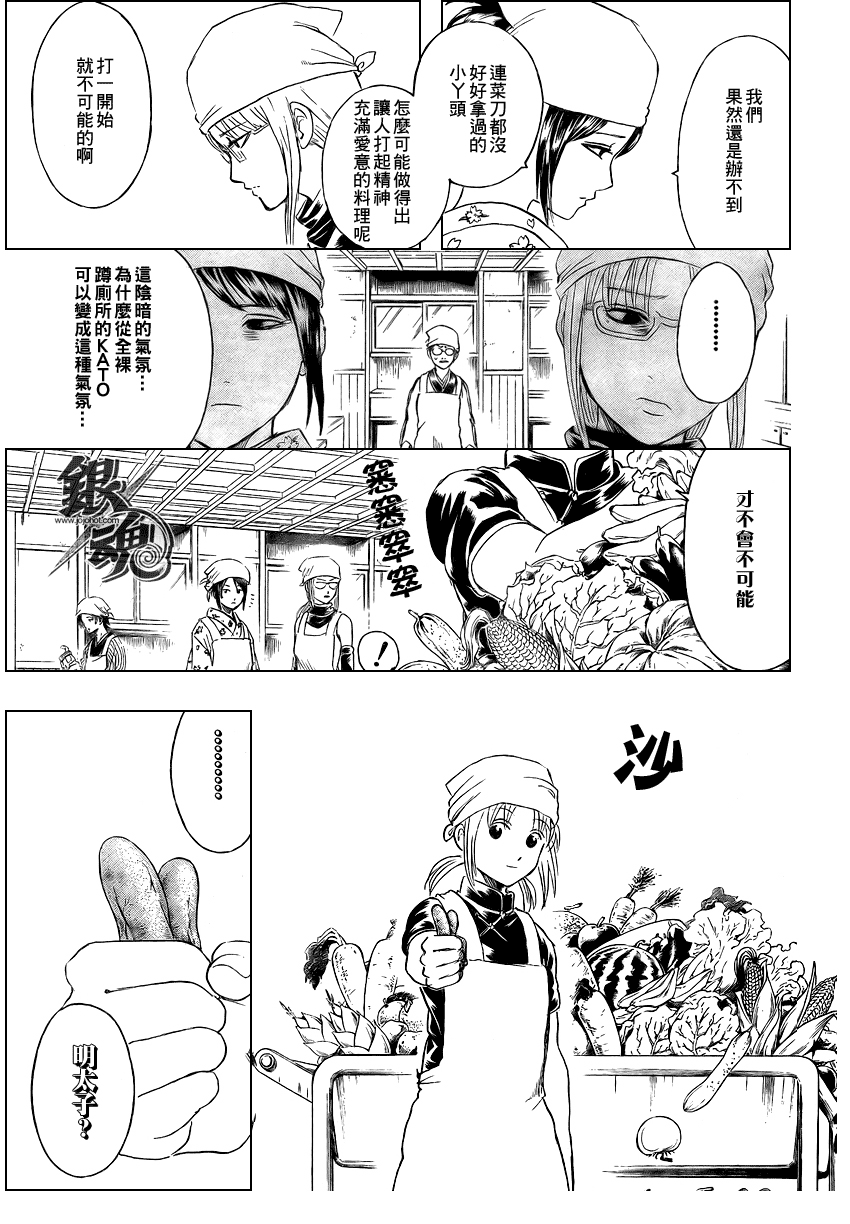 我們
果然還是辦不到
連菜刀都沒
好好拿過的
小丫頭
怎麼可能做得出
讓人打起精神
充滿愛意的料理呢
打一開始
就不可能的啊
………
這陰暗的氣氛…
為什麼從全裸
蹲廁所的KATO
可以變成這種氣氛…
才不會不可能
窸窸窣窣
！
銀魂
www.jojohot.com
沙
………
明太子？